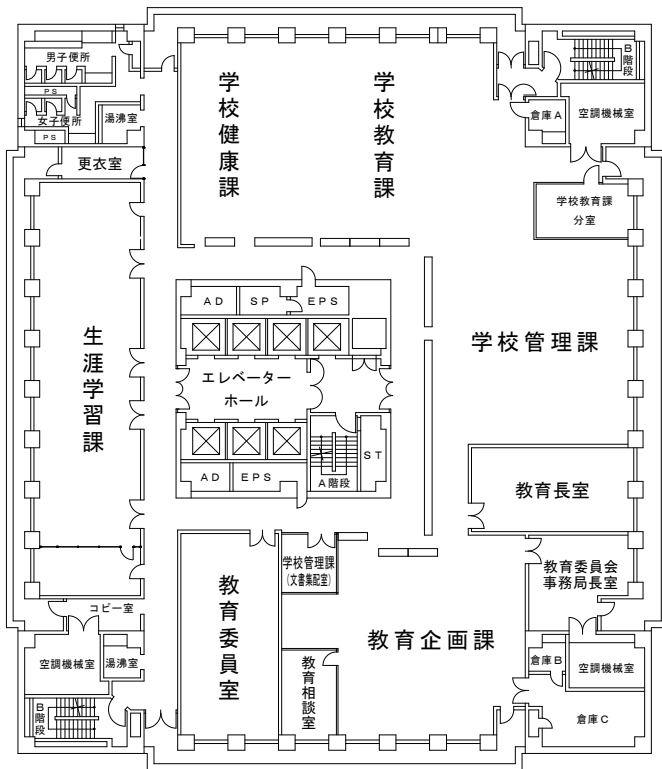 男子便所
PS
女子便所
PS
湯沸室
更衣室
学校健康課
学校教育課
倉庫A
B階段
空調機械室
学校教育課
分室
AD
SP
EPS
生涯学習課
エレベーター
ホール
学校管理課
AD
EPS
A階段
ST
教育長室
学校管理課
(文書集配室)
教育委員会
事務局長室
コピー室
教育委員室
教育企画課
空調機械室
湯沸室
教育相談室
倉庫B
空調機械室
B階段
倉庫C